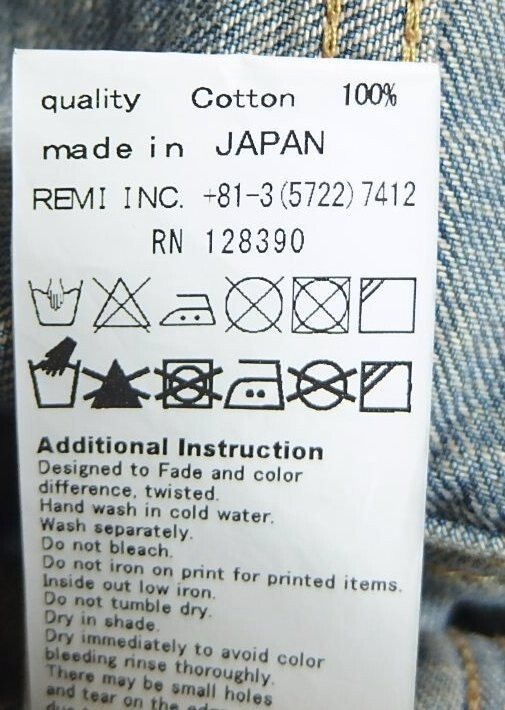 quality Cotton 100%
made in JAPAN
REMI INC. +81-3(5722)7412
RN 128390
Additional Instruction
Designed to Fade and color
difference, twisted.
Hand wash in cold water.
Wash separately.
Do not bleach.
Do not iron on print for printed items.
Inside out low iron.
Do not tumble dry.
Dry in shade.
Dry immediately to avoid color
bleeding rinse thoroughly.
There may be small holes
and tear on the